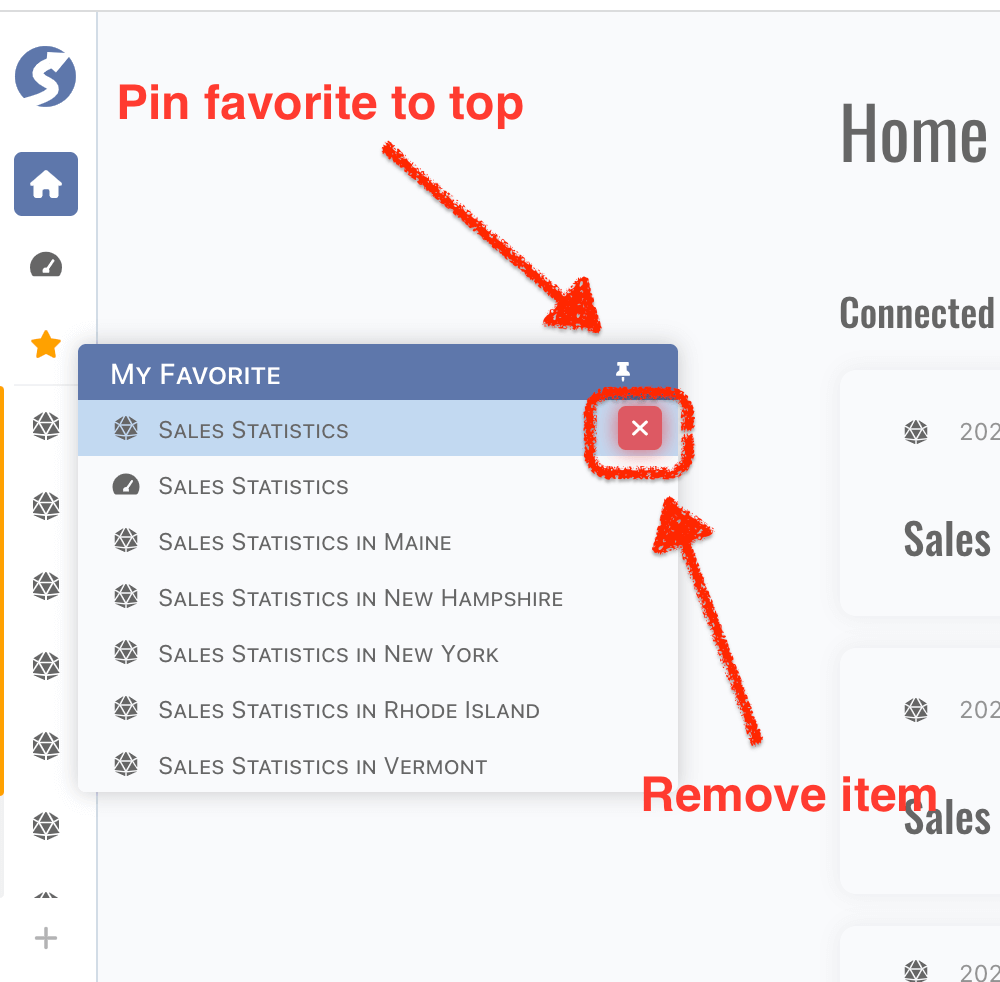 Pin favorite to top
Home
Connected
My Favorite
Sales Statistics
Sales Statistics
Sales Statistics in Maine
Sales Statistics in New Hampshire
Sales Statistics in New York
Sales Statistics in Rhode Island
Sales Statistics in Vermont
202
Sales
202
Remove item
Sales
202